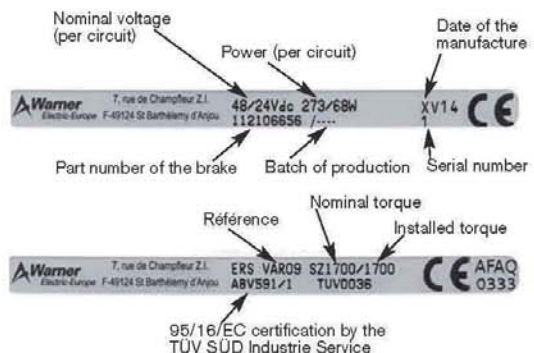 Nominal voltage
(per circuit)
Power (per circuit)
Date of the
manufacture
Warner
Electric-Europe
7, rue de Champfleur Z.I.
F-49124 St Barthélemy d'Anjou
48/24Vdc 273/68W
112106656 /----
XV14
1
CE
Part number of the brake
Batch of production
Serial number
Nominal torque
Référence
Installed torque
Warner
Electric-Europe
7, rue de Champfleur Z.I.
F-49124 St Barthélemy d'Anjou
ERS VAR09 SZ1700/1700
ABV591/1 TUV0036
CE
AFAQ
0333
95/16/EC certification by the
TÜV SÜD Industrie Service